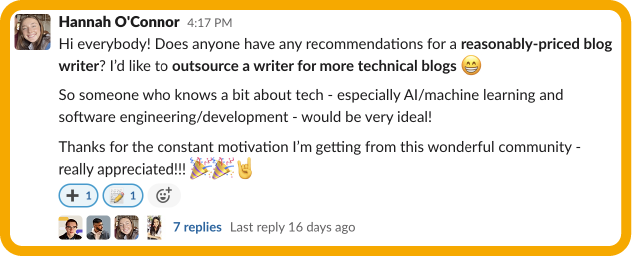 Hannah O'Connor 4:17 PM
Hi everybody! Does anyone have any recommendations for a reasonably-priced blog
writer? I'd like to outsource a writer for more technical blogs 😁
So someone who knows a bit about tech - especially AI/machine learning and
software engineering/development - would be very ideal!
Thanks for the constant motivation I'm getting from this wonderful community -
really appreciated!!! 🎉🎉🤘
➕ 1 📝 1
7 replies Last reply 16 days ago